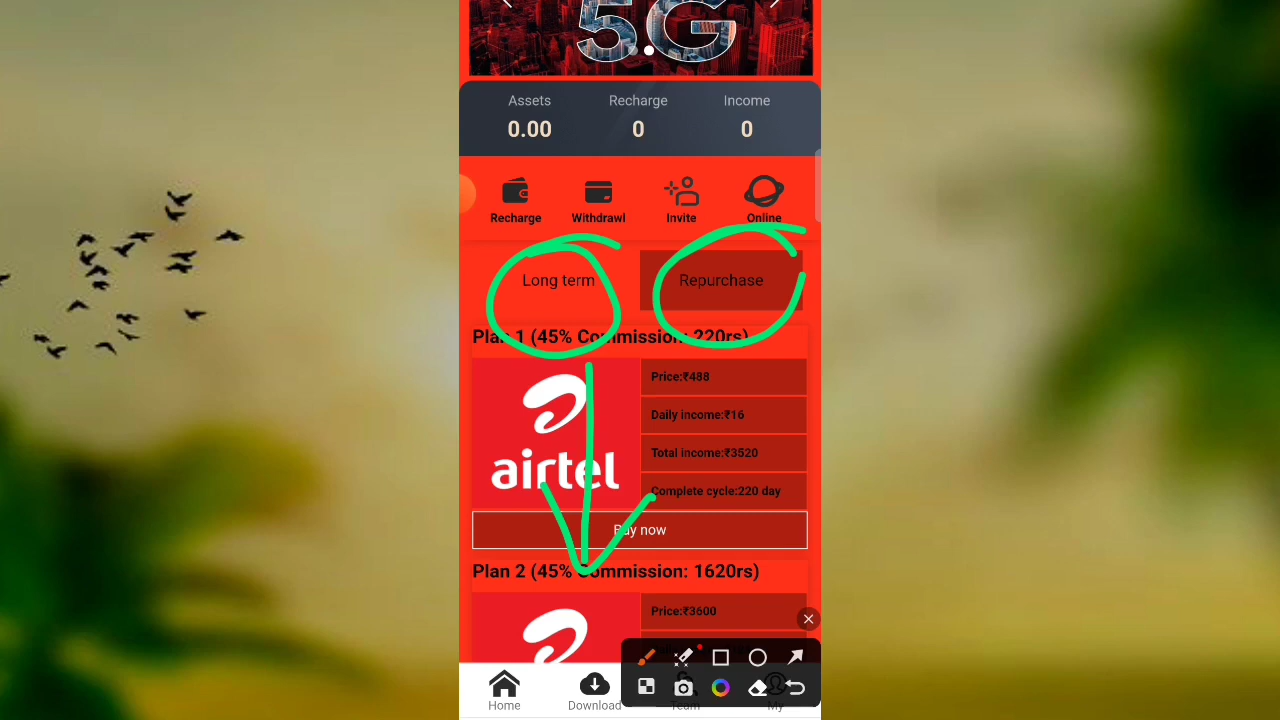 5G
Assets Recharge Income
0.00 0 0
Recharge Withdrawl Invite Online
Long term Repurchase
Plan 1 (45% Commission: 220rs)
Price:₹488
Daily income:₹16
Total income:₹3520
airtel
Complete cycle:220 day
Buy now
Plan 2 (45% Commission: 1620rs)
Price:₹3600
Home Download Team My